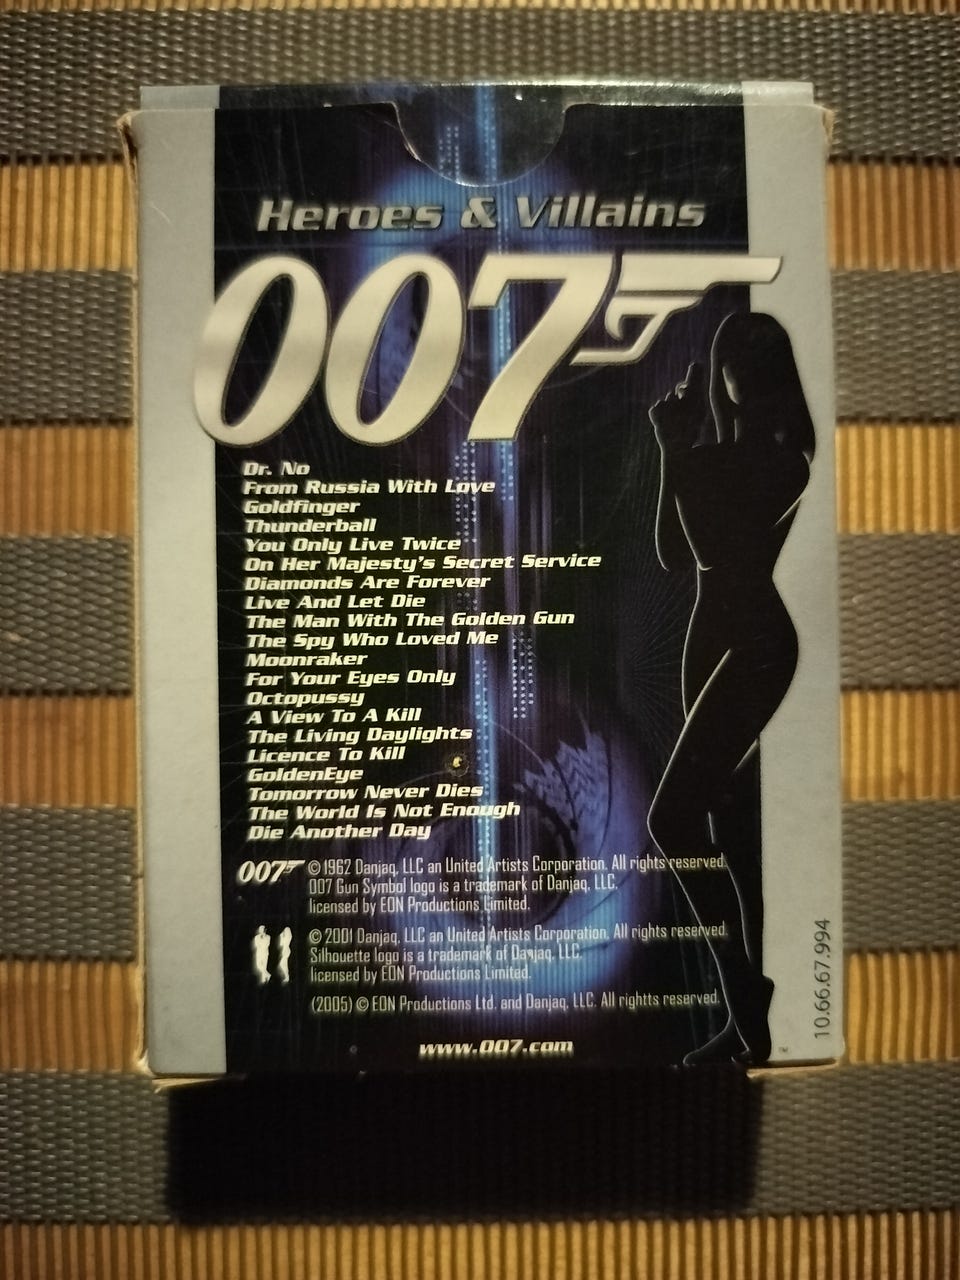 Heroes & Villains
007
Dr. No
From Russia With Love
Goldfinger
Thunderball
You Only Live Twice
On Her Majesty's Secret Service
Diamonds Are Forever
Live And Let Die
The Man With The Golden Gun
The Spy Who Loved Me
Moonraker
For Your Eyes Only
Octopussy
A View To A Kill
The Living Daylights
Licence To Kill
GoldenEye
Tomorrow Never Dies
The World Is Not Enough
Die Another Day
007 © 1962 Danjaq, LLC an United Artists Corporation. All rights reserved.
007 Gun Symbol logo is a trademark of Danjaq, LLC.
licensed by EON Productions Limited.
© 2001 Danjaq, LLC an United Artists Corporation. All rights reserved.
Silhouette logo is a trademark of Danjaq, LLC.
licensed by EON Productions Limited.
(2005) © EON Productions Ltd. and Danjaq, LLC. All rightts reserved.
www.007.com
TM
10.66.67.994